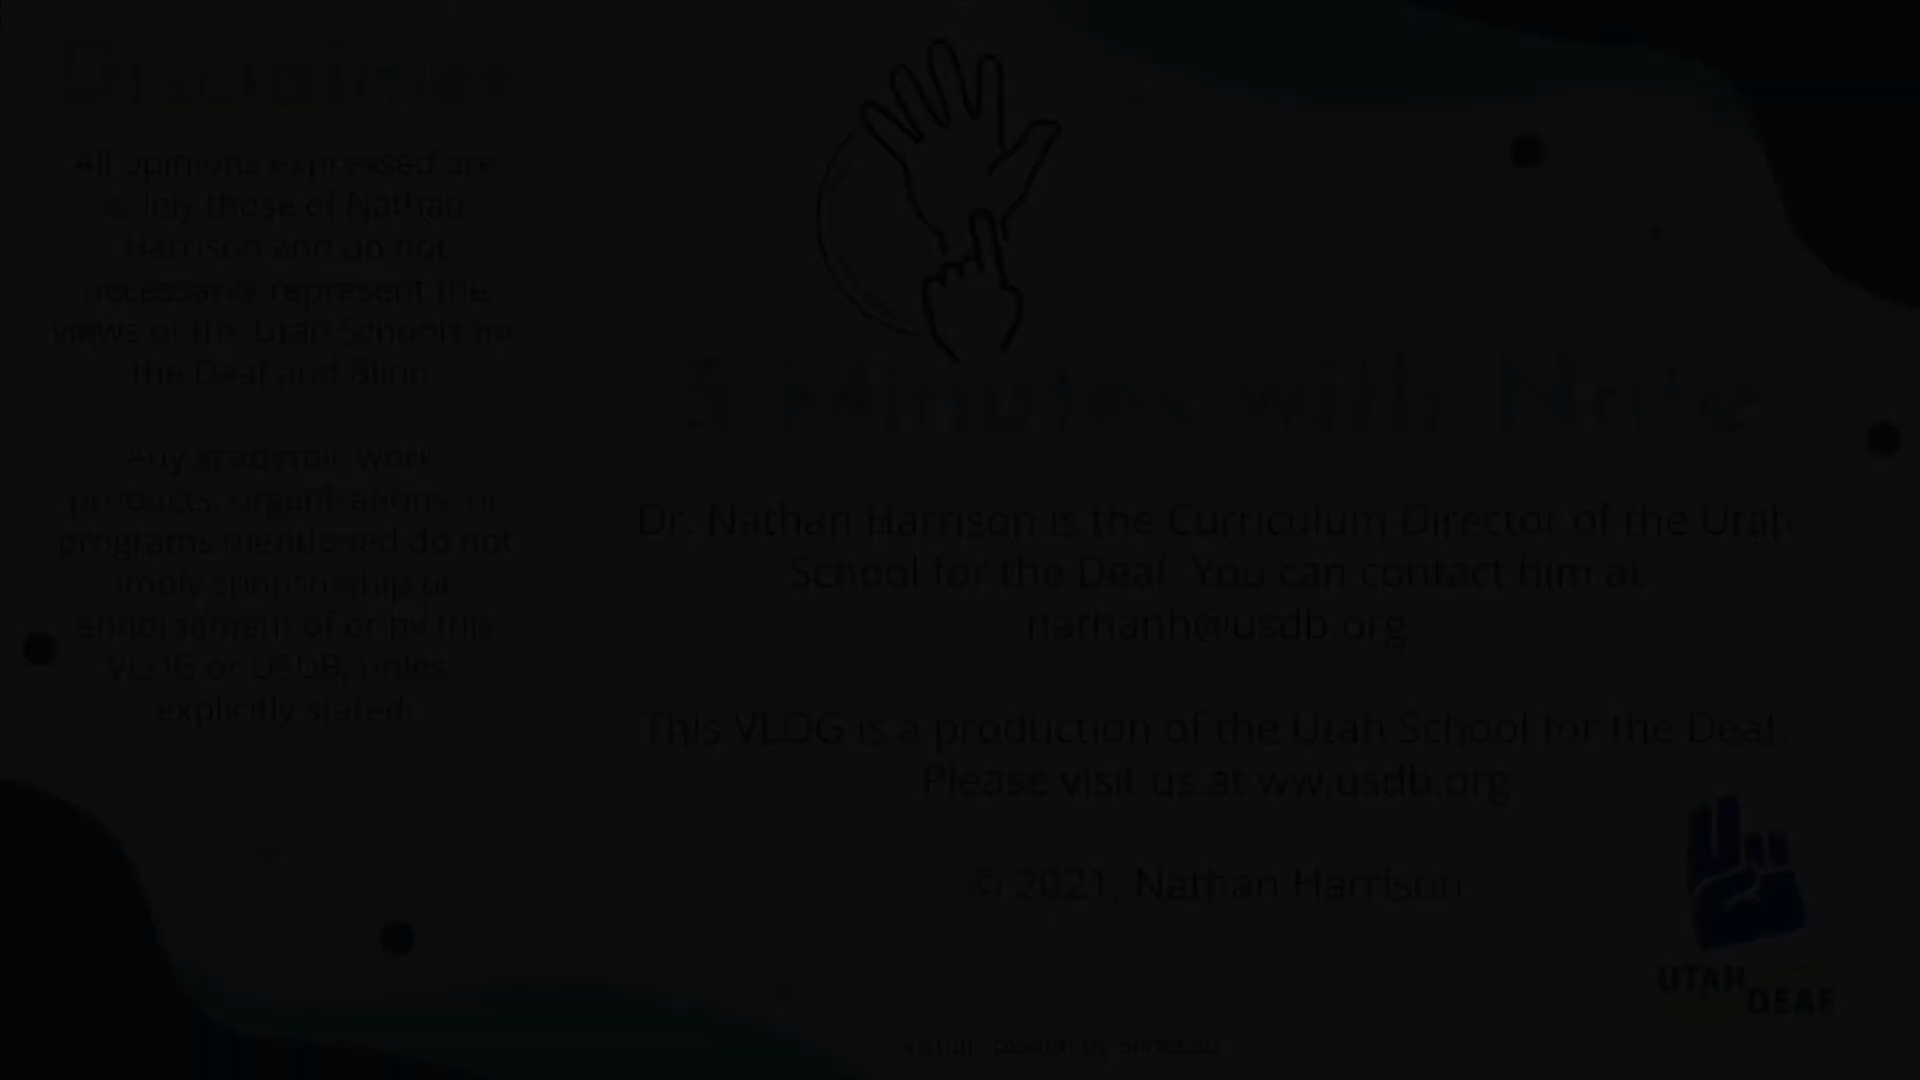 Disclaimer
All opinions expressed are
solely those of Nathan
Harrison and do not
necessarily represent the
views of the Utah Schools for
the Deaf and Blind.
Any academic work,
products, organizations, or
programs mentioned do not
imply sponsorship or
endorsement of or by this
VLOG or USDB, unless
explicitly stated.
5 Minutes with Nate
Dr. Nathan Harrison is the Curriculum Director of the Utah
School for the Deaf. You can contact him at
nathanh@usdb.org
This VLOG is a production of the Utah School for the Deaf.
Please visit us at ww.usdb.org
© 2021, Nathan Harrison
UTAH
DEAF